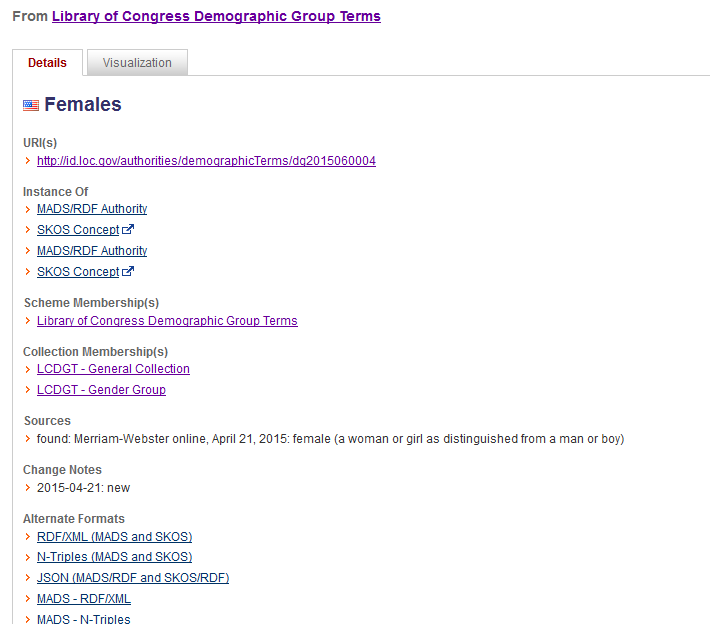 From Library of Congress Demographic Group Terms
Details
Visualization
Females
URI(s)
http://id.loc.gov/authorities/demographicTerms/dg2015060004
Instance Of
MADS/RDF Authority
SKOS Concept
MADS/RDF Authority
SKOS Concept
Scheme Membership(s)
Library of Congress Demographic Group Terms
Collection Membership(s)
LCDGT - General Collection
LCDGT - Gender Group
Sources
found: Merriam-Webster online, April 21, 2015: female (a woman or girl as distinguished from a man or boy)
Change Notes
2015-04-21: new
Alternate Formats
RDF/XML (MADS and SKOS)
N-Triples (MADS and SKOS)
JSON (MADS/RDF and SKOS/RDF)
MADS - RDF/XML
MADS - N-Triples